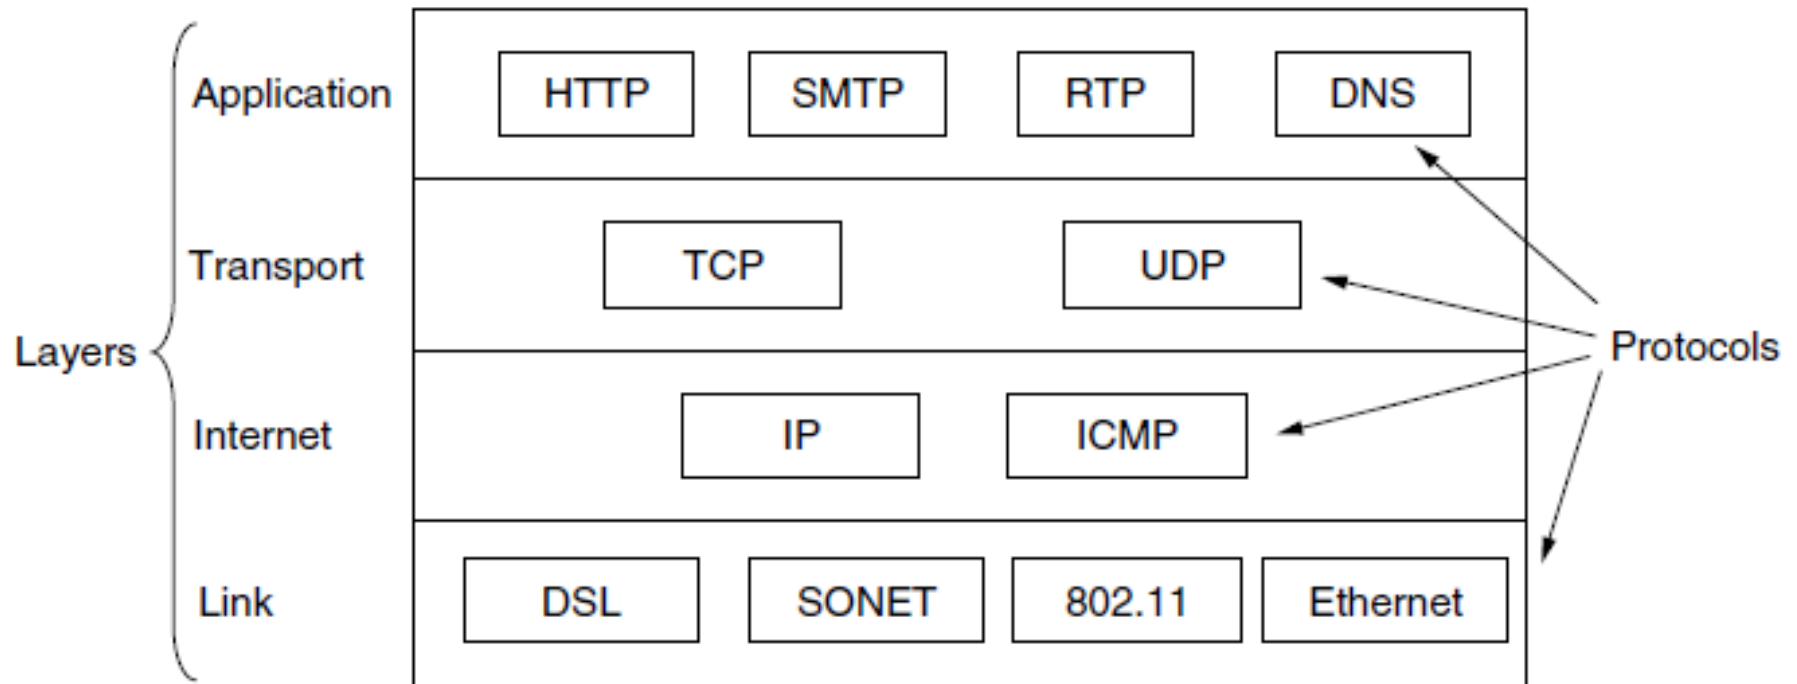 Application
HTTP
SMTP
RTP
DNS
Transport
TCP
UDP
Layers
Protocols
Internet
IP
ICMP
Link
DSL
SONET
802.11
Ethernet